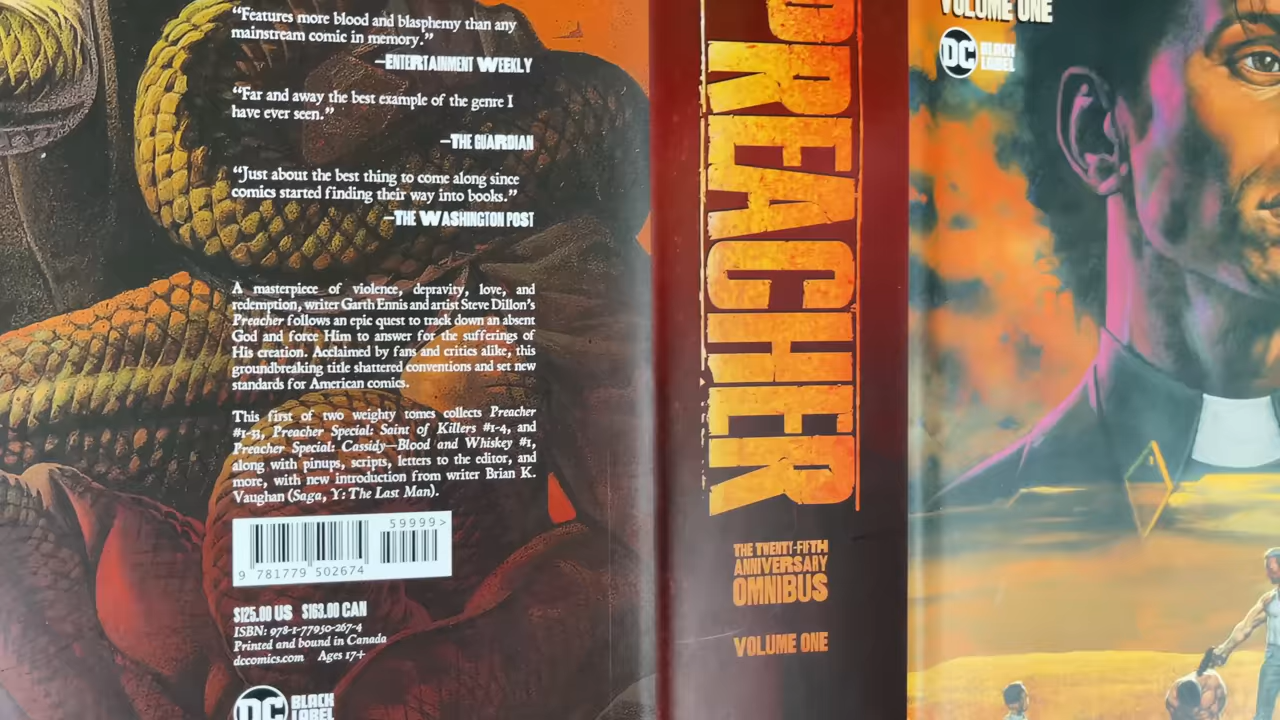 “Features more blood and blasphemy than any
mainstream comic in memory.”
—ENTERTAINMENT WEEKLY
“Far and away the best example of the genre I
have ever seen.”
—THE GUARDIAN
“Just about the best thing to come along since
comics started finding their way into books.”
—THE WASHINGTON POST
A masterpiece of violence, depravity, love, and
redemption, writer Garth Ennis and artist Steve Dillon’s
Preacher follows an epic quest to track down an absent
God and force Him to answer for the sufferings of
His creation. Acclaimed by fans and critics alike, this
groundbreaking title shattered conventions and set new
standards for American comics.
This first of two weighty tomes collects Preacher
#1-33, Preacher Special: Saint of Killers #1-4, and
Preacher Special: Cassidy—Blood and Whiskey #1,
along with pinups, scripts, letters to the editor, and
more, with new introduction from writer Brian K.
Vaughan (Saga, Y: The Last Man).
59999>
9 781779 502674
$125.00 US $163.00 CAN
ISBN: 978-1-77950-267-4
Printed and bound in Canada
dccomics.com Ages 17+
DC BLACK
LABEL
PREACHER
THE TWENTY-FIFTH
ANNIVERSARY
OMNIBUS
VOLUME ONE
VOLUME ONE
DC BLACK
LABEL